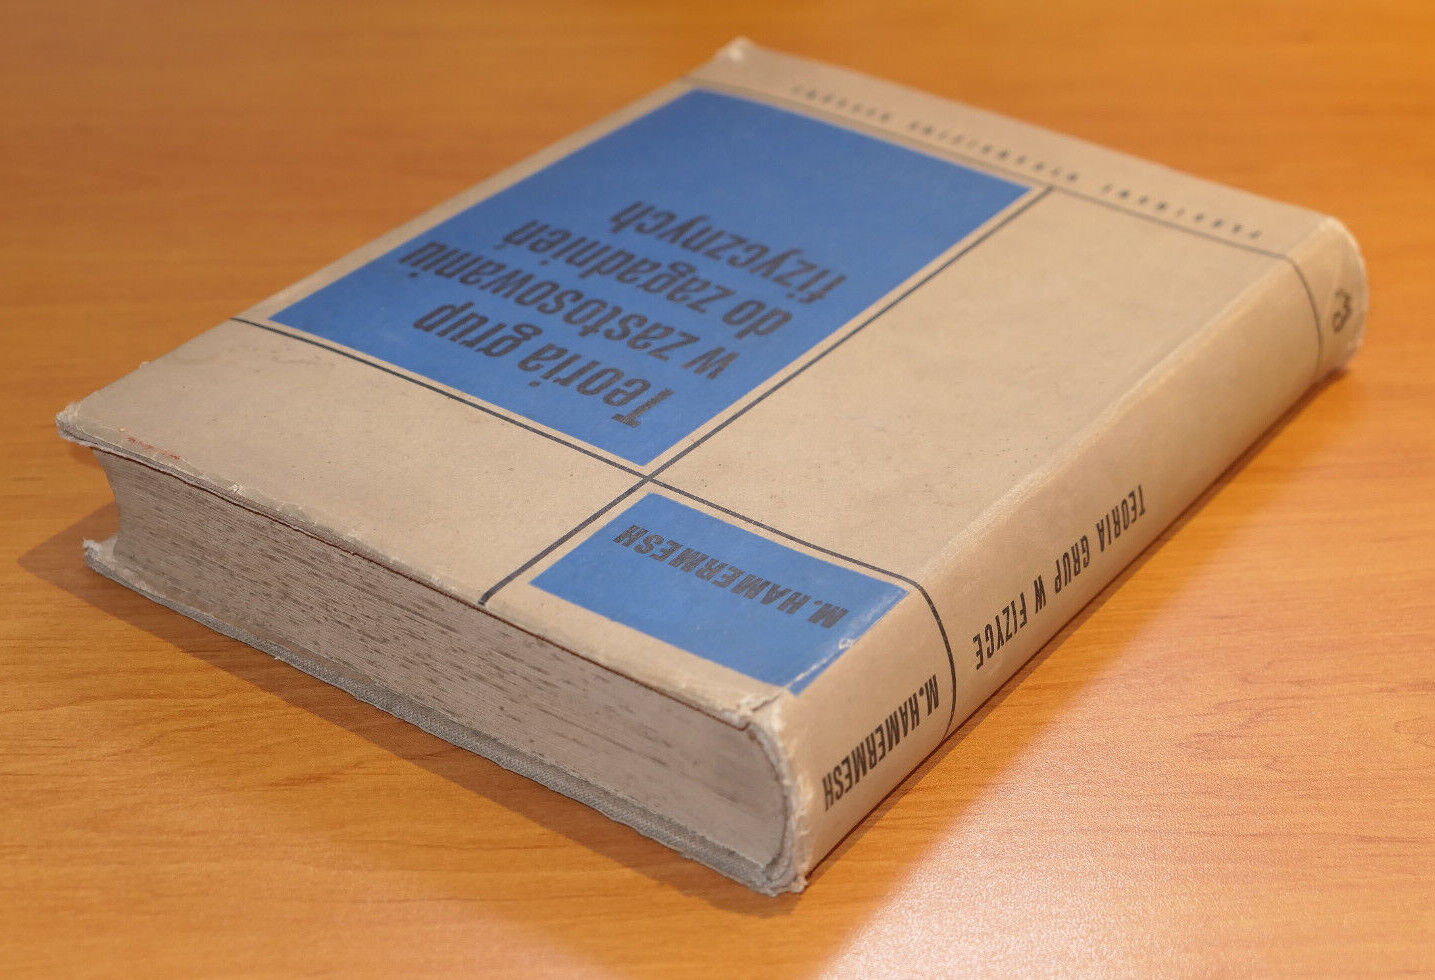 M. HAMERMESH
Teoria grup
w zastosowaniu
do zagadnień
fizycznych
M. HAMERMESH
TEORIA GRUP W FIZYCE